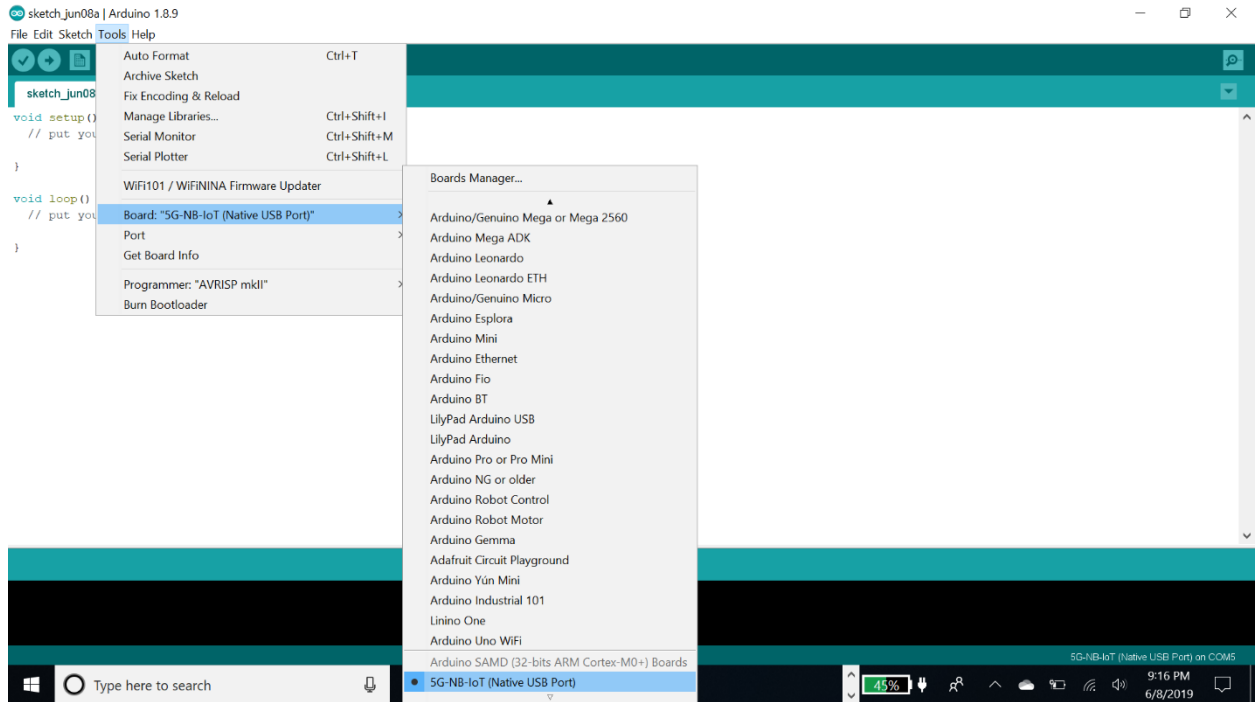 sketch_jun08a | Arduino 1.8.9
File Edit Sketch Tools Help
sketch_jun08
void setup()
// put you
}
void loop()
// put you
}
Auto Format Ctrl+T
Archive Sketch
Fix Encoding & Reload
Manage Libraries... Ctrl+Shift+I
Serial Monitor Ctrl+Shift+M
Serial Plotter Ctrl+Shift+L
WiFi101 / WiFiNINA Firmware Updater
Board: "5G-NB-IoT (Native USB Port)"
Port
Get Board Info
Programmer: "AVRISP mkII"
Burn Bootloader
Boards Manager...
Arduino/Genuino Mega or Mega 2560
Arduino Mega ADK
Arduino Leonardo
Arduino Leonardo ETH
Arduino/Genuino Micro
Arduino Esplora
Arduino Mini
Arduino Ethernet
Arduino Fio
Arduino BT
LilyPad Arduino USB
LilyPad Arduino
Arduino Pro or Pro Mini
Arduino NG or older
Arduino Robot Control
Arduino Robot Motor
Arduino Gemma
Adafruit Circuit Playground
Arduino Yún Mini
Arduino Industrial 101
Linino One
Arduino Uno WiFi
Arduino SAMD (32-bits ARM Cortex-M0+) Boards
5G-NB-IoT (Native USB Port)
5G-NB-IoT (Native USB Port) on COM5
Type here to search
45%
9:16 PM
6/8/2019